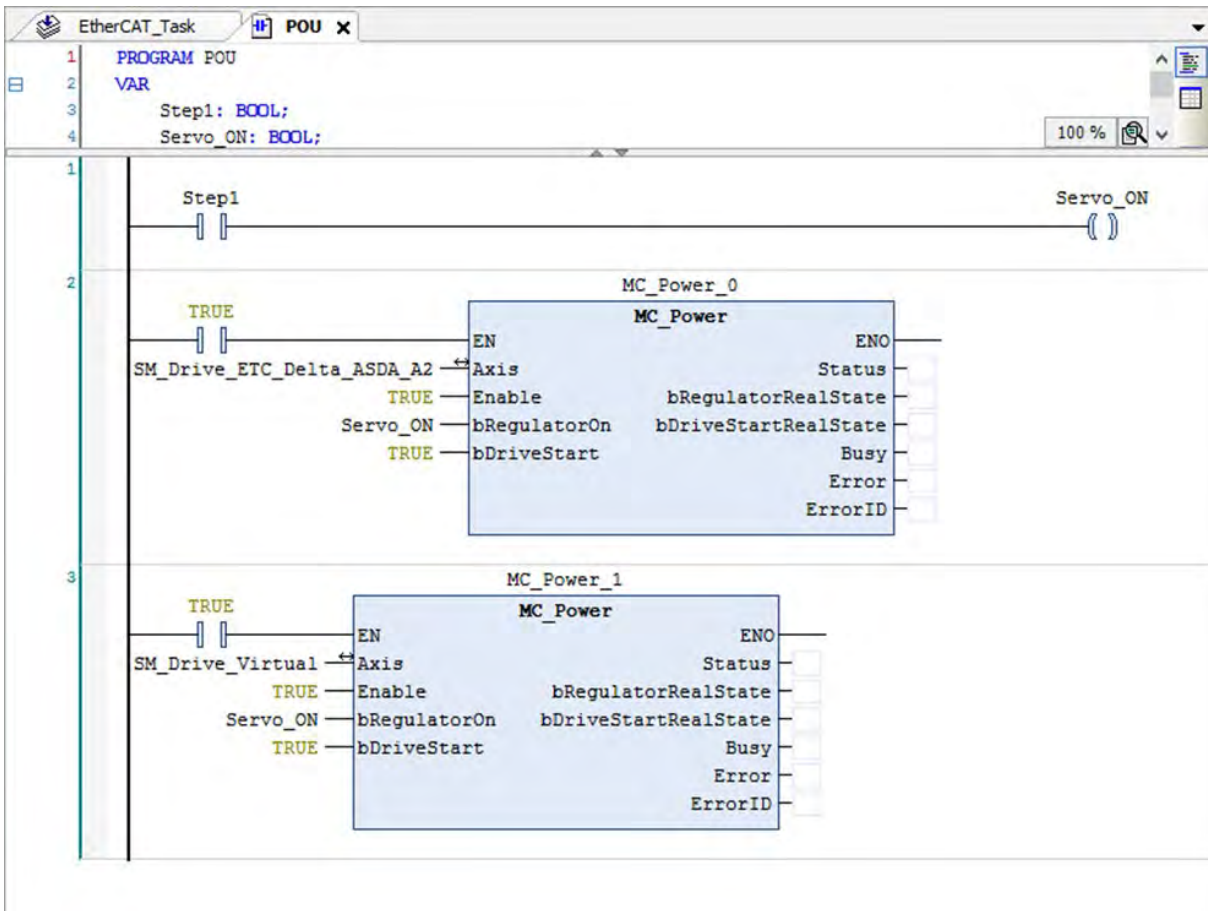 EtherCAT_Task POU
1 PROGRAM POU
2 VAR
3 Step1: BOOL;
4 Servo_ON: BOOL;
100 %
1
Step1 Servo_ON
2
MC_Power_0
TRUE MC_Power
EN ENO
SM_Drive_ETC_Delta_ASDA_A2 Axis Status
TRUE Enable bRegulatorRealState
Servo_ON bRegulatorOn bDriveStartRealState
TRUE bDriveStart Busy
Error
ErrorID
3
MC_Power_1
TRUE MC_Power
EN ENO
SM_Drive_Virtual Axis Status
TRUE Enable bRegulatorRealState
Servo_ON bRegulatorOn bDriveStartRealState
TRUE bDriveStart Busy
Error
ErrorID